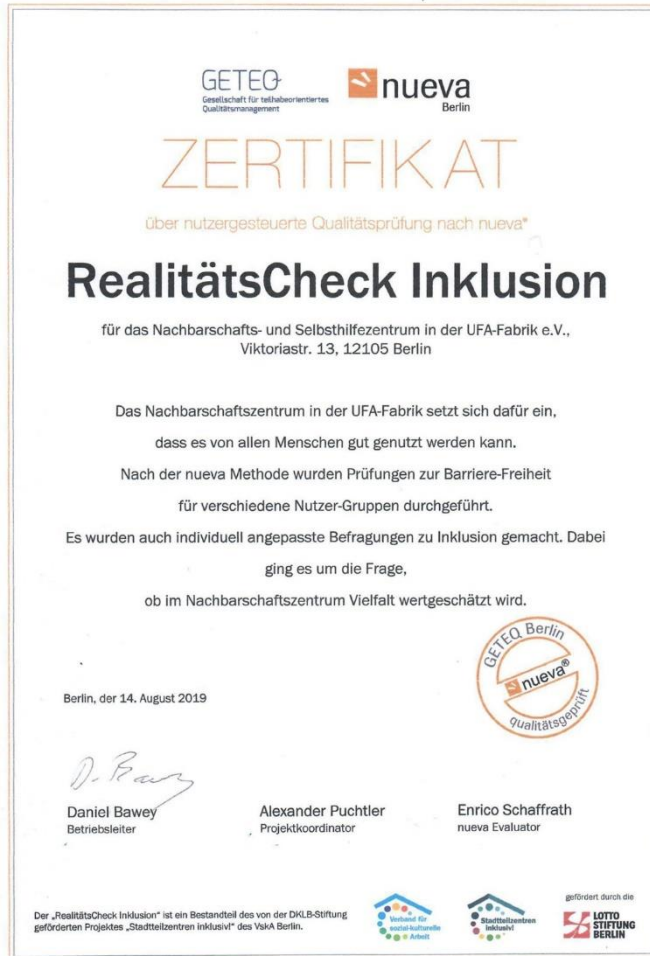 GETEQ
Gesellschaft für teilhabeorientiertes
Qualitätsmanagement
nueva
Berlin
ZERTIFIKAT
über nutzergesteuerte Qualitätsprüfung nach nueva®
RealitätsCheck Inklusion
für das Nachbarschafts- und Selbsthilfezentrum in der UFA-Fabrik e.V.,
Viktoriastr. 13, 12105 Berlin
Das Nachbarschaftszentrum in der UFA-Fabrik setzt sich dafür ein,
dass es von allen Menschen gut genutzt werden kann.
Nach der nueva Methode wurden Prüfungen zur Barriere-Freiheit
für verschiedene Nutzer-Gruppen durchgeführt.
Es wurden auch individuell angepasste Befragungen zu Inklusion gemacht. Dabei
ging es um die Frage,
ob im Nachbarschaftszentrum Vielfalt wertgeschätzt wird.
GETEQ Berlin
nueva®
qualitätsgeprüft
Berlin, der 14. August 2019
D. Bawey
Daniel Bawey
Betriebsleiter
Alexander Puchtler
Projektkoordinator
Enrico Schaffrath
nueva Evaluator
Der „RealitätsCheck Inklusion" ist ein Bestandteil des von der DKLB-Stiftung
geförderten Projektes „Stadtteilzentren inklusiv!" des VskA Berlin.
Verband für
sozial-kulturelle
Arbeit
Stadtteilzentren
inklusiv!
gefördert durch die
LOTTO
STIFTUNG
BERLIN